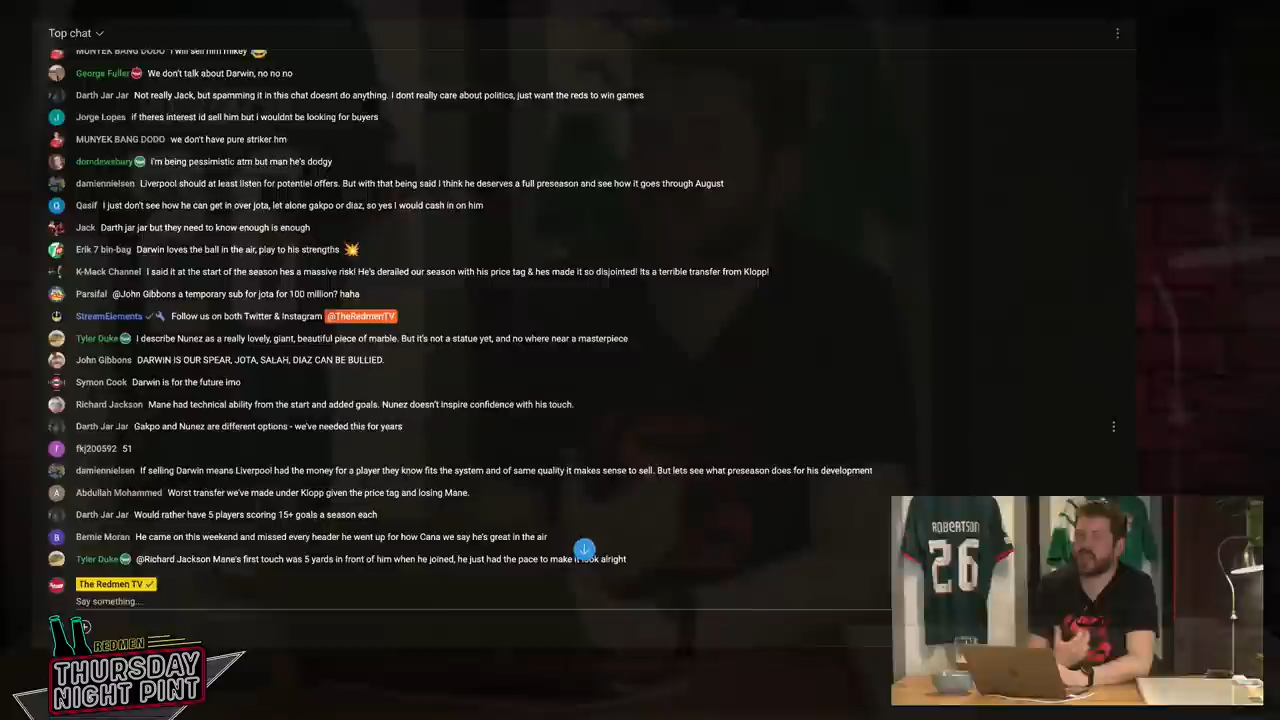 Top chat
MUNYEK BANG DODO I will sell him mikey
George Fuller We don't talk about Darwin, no no no
Darth Jar Jar Not really Jack, but spamming it in this chat doesnt do anything. I dont really care about politics, just want the reds to win games
Jorge Lopes if theres interest id sell him but i wouldnt be looking for buyers
MUNYEK BANG DODO we don't have pure striker hm
domdewsbury i'm being pessimistic atm but man he's dodgy
damiennielsen Liverpool should at least listen for potentiel offers. But with that being said I think he deserves a full preseason and see how it goes through August
Qasif I just don't see how he can get in over jota, let alone gakpo or diaz, so yes I would cash in on him
Jack Darth jar jar but they need to know enough is enough
Erik 7 bin-bag Darwin loves the ball in the air, play to his strengths
K-Mack Channel I said it at the start of the season hes a massive risk! He's derailed our season with his price tag & hes made it so disjointed! Its a terrible transfer from Klopp!
Parsifal @John Gibbons a temporary sub for jota for 100 million? haha
StreamElements Follow us on both Twitter & Instagram @TheRedmenTV
Tyler Duke I describe Nunez as a really lovely, giant, beautiful piece of marble. But it's not a statue yet, and no where near a masterpiece
John Gibbons DARWIN IS OUR SPEAR, JOTA, SALAH, DIAZ CAN BE BULLIED.
Symon Cook Darwin is for the future imo
Richard Jackson Mane had technical ability from the start and added goals. Nunez doesn't inspire confidence with his touch.
Darth Jar Jar Gakpo and Nunez are different options - we've needed this for years
fkj200592 51
damiennielsen If selling Darwin means Liverpool had the money for a player they know fits the system and of same quality it makes sense to sell. But lets see what preseason does for his development
Abdullah Mohammed Worst transfer we've made under Klopp given the price tag and losing Mane.
Darth Jar Jar Would rather have 5 players scoring 15+ goals a season each
Bernie Moran He came on this weekend and missed every header he went up for how Cana we say he's great in the air
Tyler Duke @Richard Jackson Mane's first touch was 5 yards in front of him when he joined, he just had the pace to make it look alright
The Redmen TV
Say something...
REDMEN
THURSDAY
NIGHT PINT
ROBERTSON
26